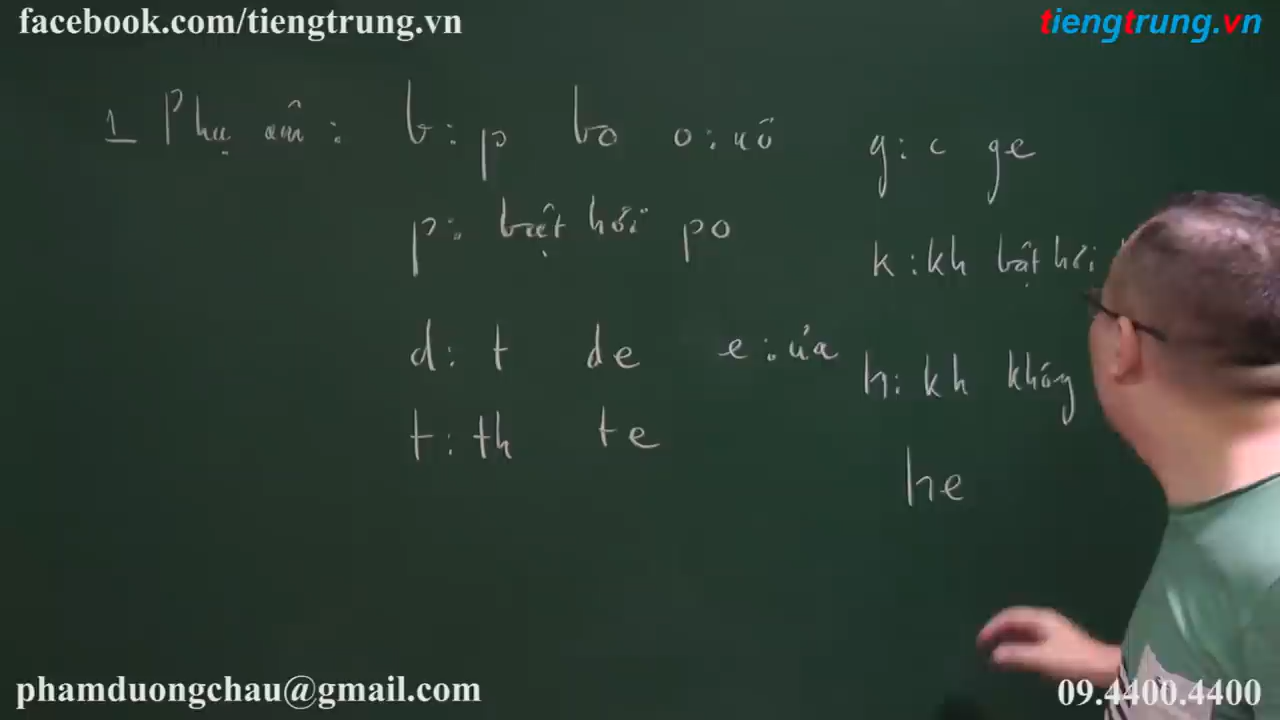 facebook.com/tiengtrung.vn
tiengtrung.vn
1 Phụ âm : b : p bo o : uô
p : bật hơi po
d : t de e : ưa
t : th te
g : c ge
k : kh bật hơi
h : kh không
he
phamduongchau@gmail.com
09.4400.4400